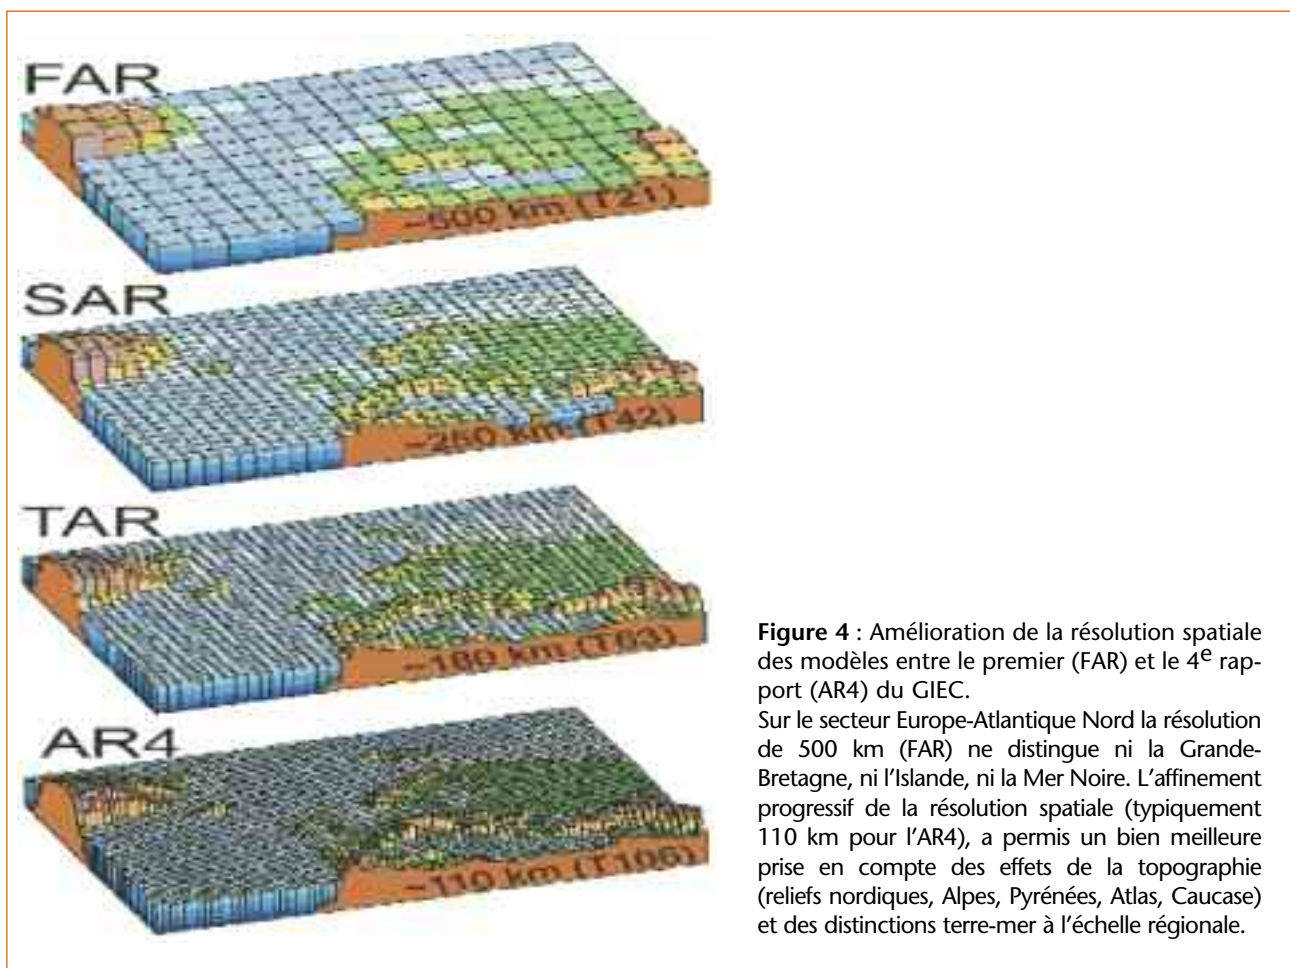 FAR
~500 km (T21)
SAR
~250 km (T42)
TAR
~180 km (T63)
AR4
~110 km (T106)
Figure 4 : Amélioration de la résolution spatiale
des modèles entre le premier (FAR) et le 4e rap-
port (AR4) du GIEC.
Sur le secteur Europe-Atlantique Nord la résolution
de 500 km (FAR) ne distingue ni la Grande-
Bretagne, ni l'Islande, ni la Mer Noire. L'affinement
progressif de la résolution spatiale (typiquement
110 km pour l'AR4), a permis un bien meilleure
prise en compte des effets de la topographie
(reliefs nordiques, Alpes, Pyrénées, Atlas, Caucase)
et des distinctions terre-mer à l'échelle régionale.